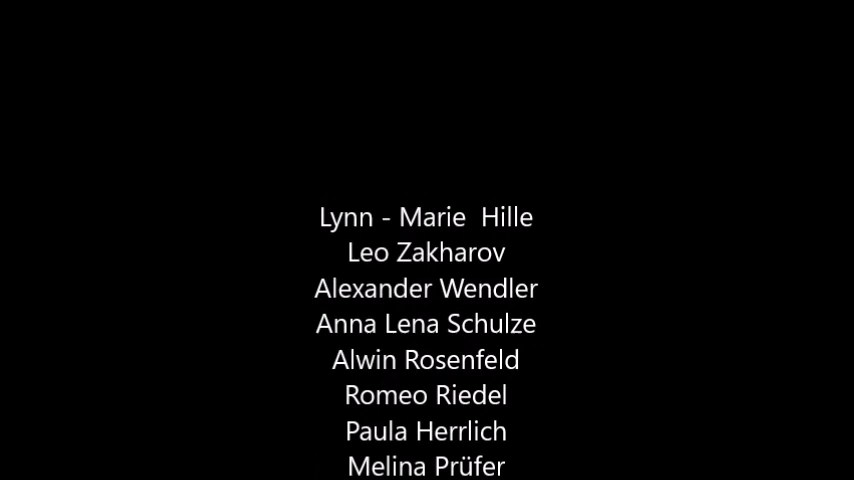 Lynn - Marie  Hille
Leo Zakharov
Alexander Wendler
Anna Lena Schulze
Alwin Rosenfeld
Romeo Riedel
Paula Herrlich
Melina Prüfer